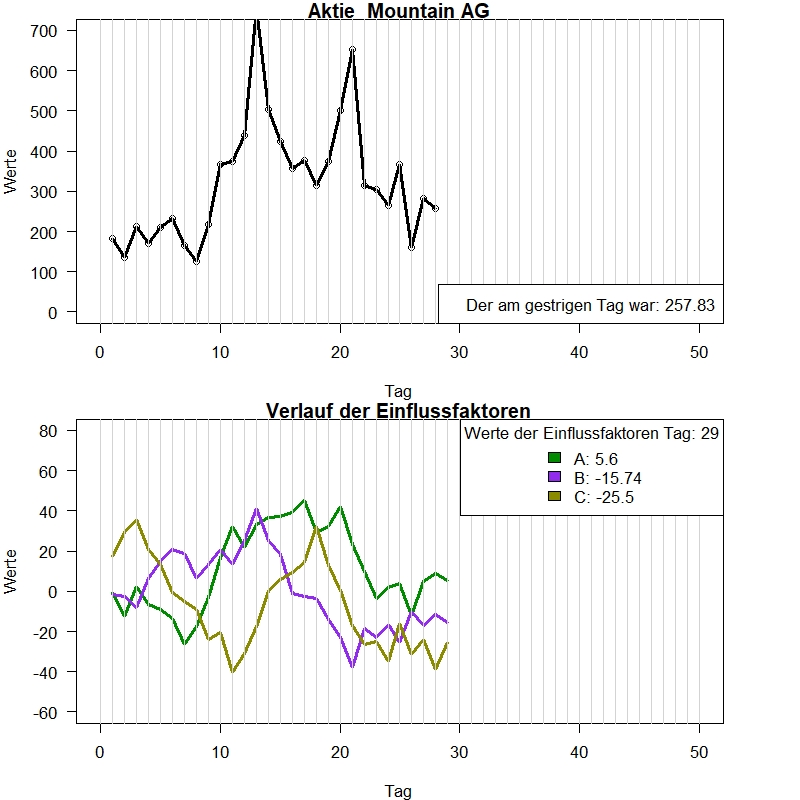 Aktie Mountain AG
Werte
700
600
500
400
300
200
100
0
Der am gestrigen Tag war: 257.83
0 10 20 30 40 50
Tag
Verlauf der Einflussfaktoren
Werte
80
60
40
20
0
-20
-40
-60
Werte der Einflussfaktoren Tag: 29
A: 5.6
B: -15.74
C: -25.5
0 10 20 30 40 50
Tag